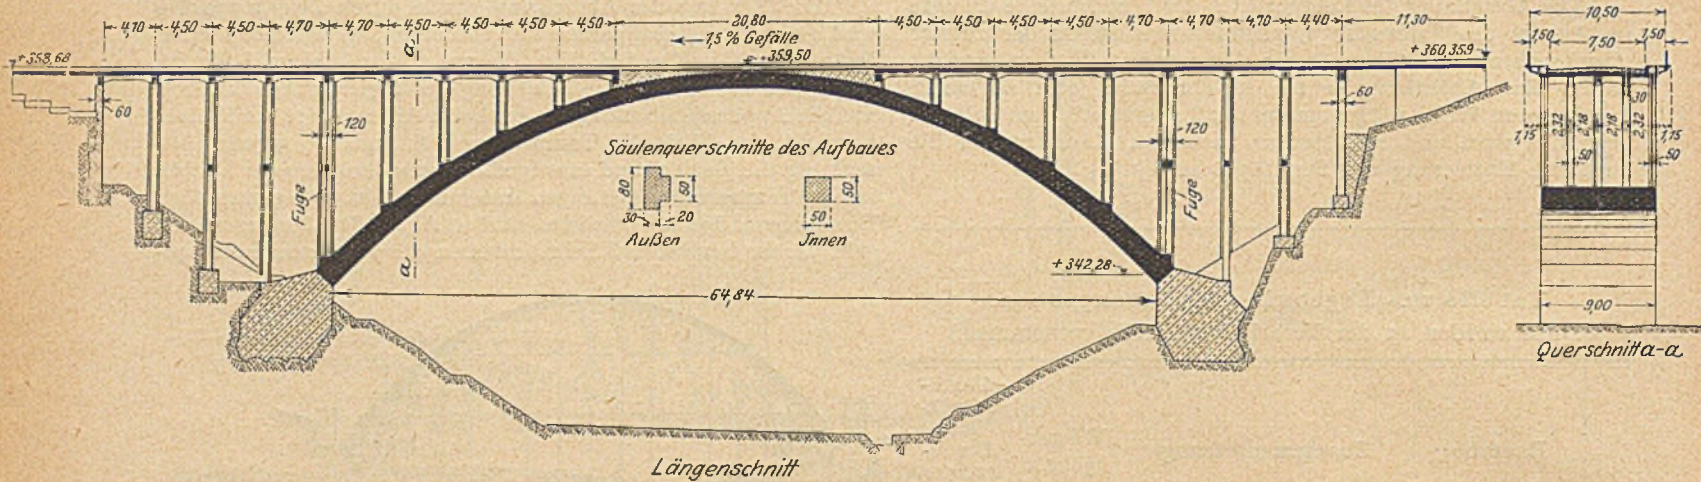 4,10 4,50 4,50 4,70 4,70 4,50 4,50 4,50 4,50 20,80 4,50 4,50 4,50 4,50 4,70 4,70 4,70 4,40 11,30
a
1,5 % Gefälle
+358,68
+359,50
+360,359
60
120
Fuge
a
Säulenquerschnitte des Aufbaues
80
50
30 20
Außen
50
50
Jnnen
+342,28
64,84
120
Fuge
60
Längenschnitt
10,50
1,50 7,50 1,50
30
1,15 2,32 2,18 2,18 2,32 1,15
50 50
9,00
Querschnitt a-a